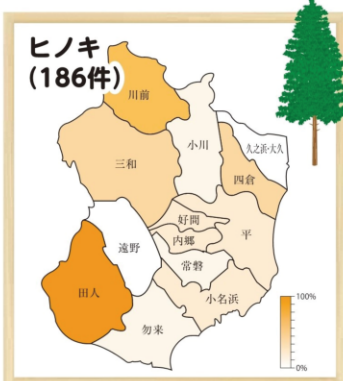 ヒノキ
(186件)
川前
小川
久之浜・大久
三和
四倉
好間
内郷
平
遠野
常磐
田人
小名浜
勿来
100%
0%